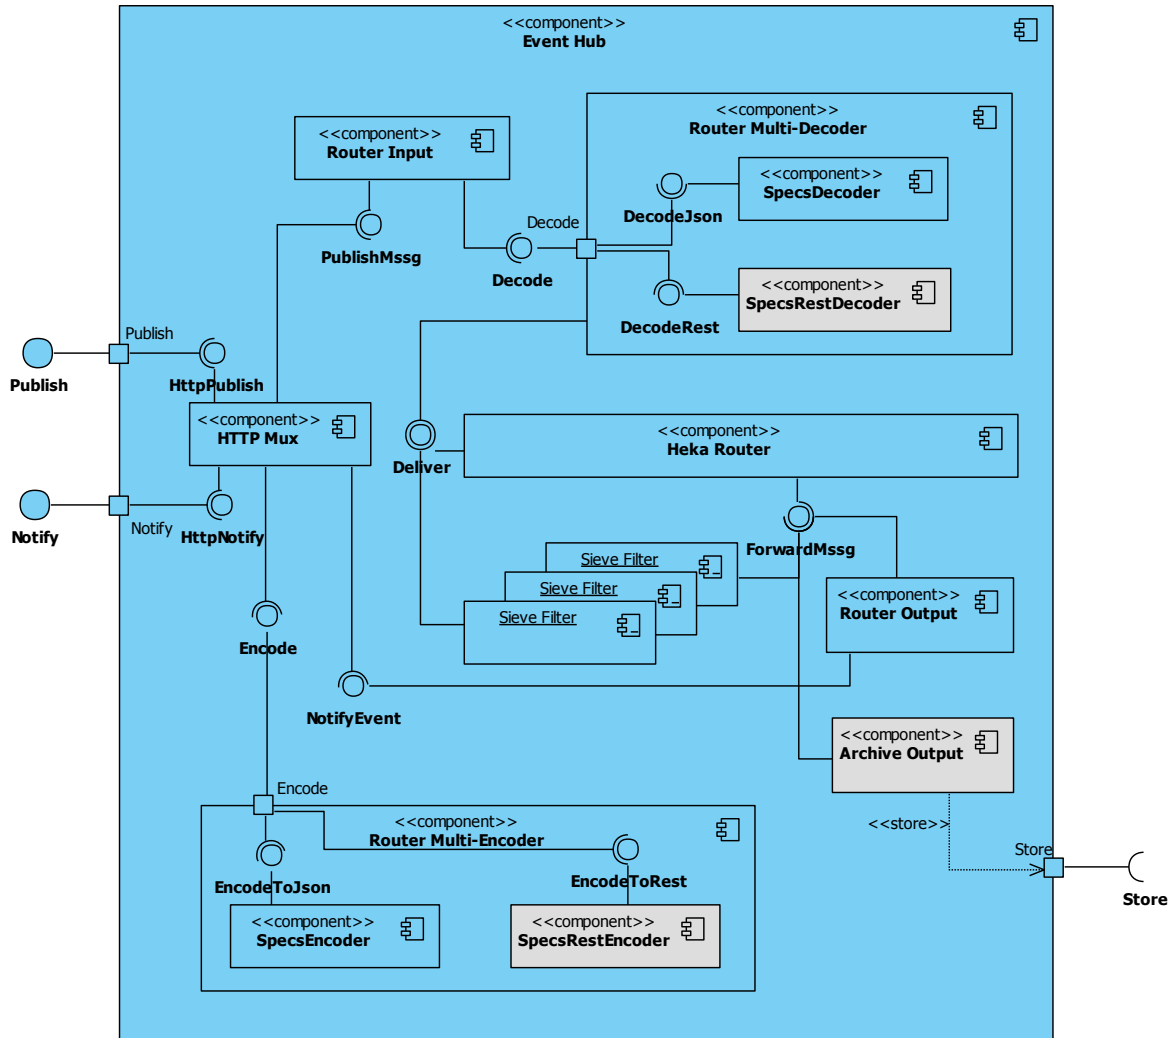 <<component>>
Event Hub
<<component>>
Router Multi-Decoder
<<component>>
Router Input
<<component>>
SpecsDecoder
DecodeJson
Decode
PublishMssg
Decode
<<component>>
SpecsRestDecoder
DecodeRest
Publish
Publish
HttpPublish
<<component>>
HTTP Mux
<<component>>
Heka Router
Deliver
Notify
Notify
HttpNotify
ForwardMssg
Sieve Filter
Sieve Filter
Sieve Filter
<<component>>
Router Output
Encode
NotifyEvent
<<component>>
Archive Output
Encode
<<component>>
Router Multi-Encoder
<<store>>
Store
Store
EncodeToJson
EncodeToRest
<<component>>
SpecsEncoder
<<component>>
SpecsRestEncoder